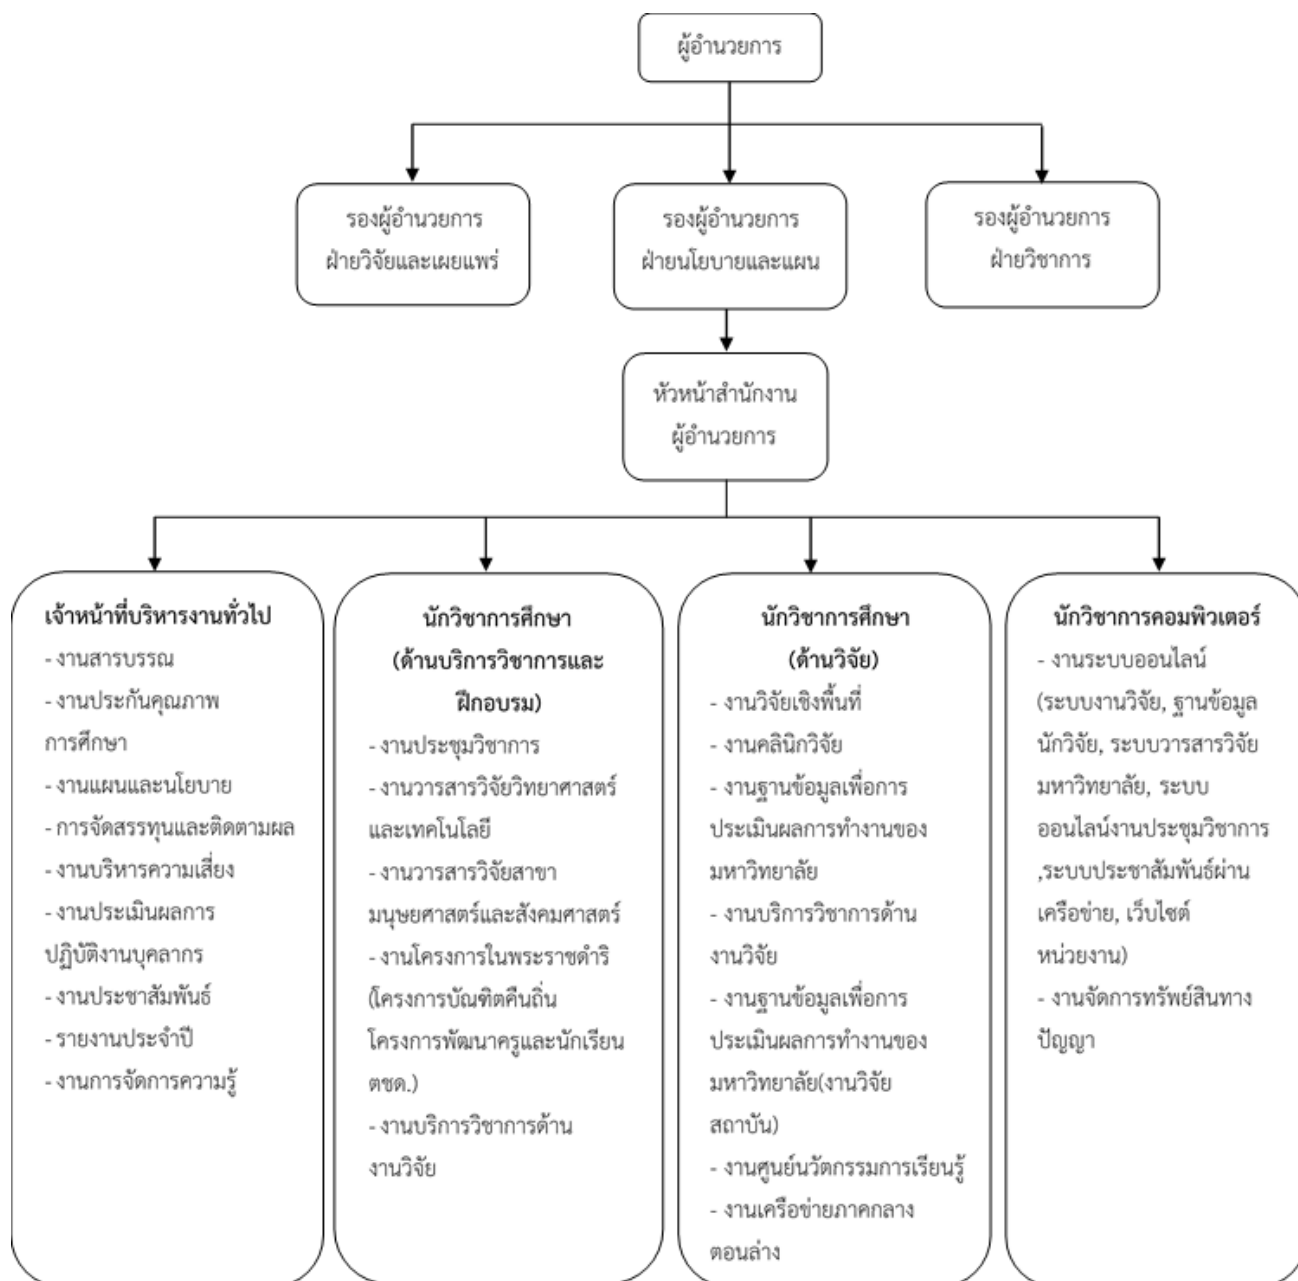 ผู้อำนวยการ
รองผู้อำนวยการ
ฝ่ายวิจัยและเผยแพร่
รองผู้อำนวยการ
ฝ่ายนโยบายและแผน
รองผู้อำนวยการ
ฝ่ายวิชาการ
หัวหน้าสำนักงาน
ผู้อำนวยการ
เจ้าหน้าที่บริหารงานทั่วไป
- งานสารบรรณ
- งานประกันคุณภาพ
การศึกษา
- งานแผนและนโยบาย
- การจัดสรรทุนและติดตามผล
- งานบริหารความเสี่ยง
- งานประเมินผลการ
ปฏิบัติงานบุคลากร
- งานประชาสัมพันธ์
- รายงานประจำปี
- งานการจัดการความรู้
นักวิชาการศึกษา
(ด้านบริการวิชาการและ
ฝึกอบรม)
- งานประชุมวิชาการ
- งานวารสารวิจัยวิทยาศาสตร์
และเทคโนโลยี
- งานวารสารวิจัยสาขา
มนุษยศาสตร์และสังคมศาสตร์
- งานโครงการในพระราชดำริ
(โครงการบัณฑิตคืนถิ่น
โครงการพัฒนาครูและนักเรียน
ตชด.)
- งานบริการวิชาการด้าน
งานวิจัย
นักวิชาการศึกษา
(ด้านวิจัย)
- งานวิจัยเชิงพื้นที่
- งานคลินิกวิจัย
- งานฐานข้อมูลเพื่อการ
ประเมินผลการทำงานของ
มหาวิทยาลัย
- งานบริการวิชาการด้าน
งานวิจัย
- งานฐานข้อมูลเพื่อการ
ประเมินผลการทำงานของ
มหาวิทยาลัย(งานวิจัย
สถาบัน)
- งานศูนย์นวัตกรรมการเรียนรู้
- งานเครือข่ายภาคกลาง
ตอนล่าง
นักวิชาการคอมพิวเตอร์
- งานระบบออนไลน์
(ระบบงานวิจัย, ฐานข้อมูล
นักวิจัย, ระบบวารสารวิจัย
มหาวิทยาลัย, ระบบ
ออนไลน์งานประชุมวิชาการ
,ระบบประชาสัมพันธ์ผ่าน
เครือข่าย, เว็บไซต์
หน่วยงาน)
- งานจัดการทรัพย์สินทาง
ปัญญา